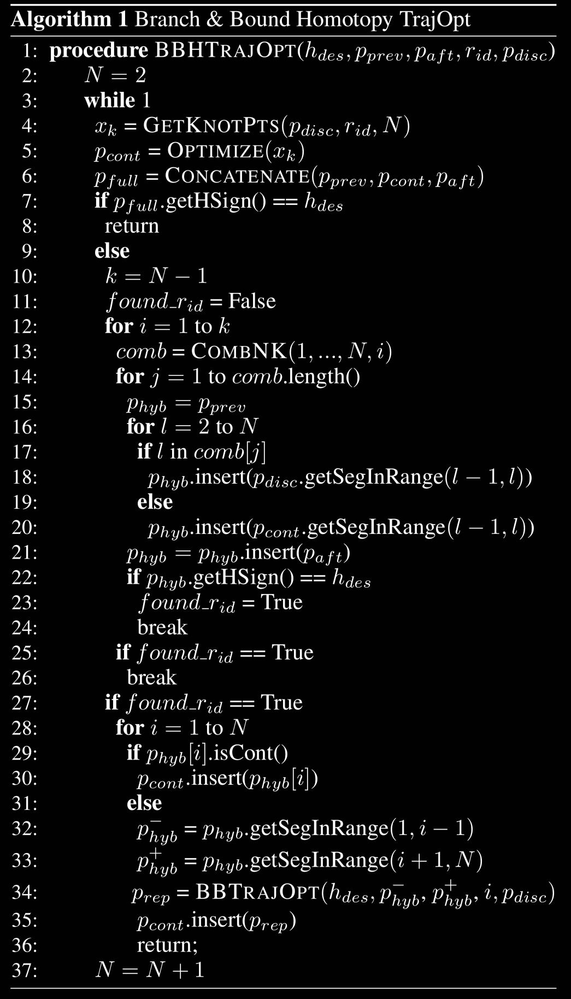 Algorithm 1 Branch & Bound Homotopy TrajOpt
1: procedure BBHTRAJOPT(h_{des}, p_{prev}, p_{aft}, r_{id}, p_{disc})
2: N = 2
3: while 1
4: x_k = GETKNOTPTS(p_{disc}, r_{id}, N)
5: p_{cont} = OPTIMIZE(x_k)
6: p_{full} = CONCATENATE(p_{prev}, p_{cont}, p_{aft})
7: if p_{full}.getHSign() == h_{des}
8: return
9: else
10: k = N − 1
11: found_r_{id} = False
12: for i = 1 to k
13: comb = COMBNK(1, ..., N, i)
14: for j = 1 to comb.length()
15: p_{hyb} = p_{prev}
16: for l = 2 to N
17: if l in comb[j]
18: p_{hyb}.insert(p_{disc}.getSegInRange(l − 1, l))
19: else
20: p_{hyb}.insert(p_{cont}.getSegInRange(l − 1, l))
21: p_{hyb} = p_{hyb}.insert(p_{aft})
22: if p_{hyb}.getHSign() == h_{des}
23: found_r_{id} = True
24: break
25: if found_r_{id} == True
26: break
27: if found_r_{id} == True
28: for i = 1 to N
29: if p_{hyb}[i].isCont()
30: p_{cont}.insert(p_{hyb}[i])
31: else
32: p_{hyb}^− = p_{hyb}.getSegInRange(1, i − 1)
33: p_{hyb}^+ = p_{hyb}.getSegInRange(i + 1, N)
34: p_{rep} = BBTRAJOPT(h_{des}, p_{hyb}^−, p_{hyb}^+, i, p_{disc})
35: p_{cont}.insert(p_{rep})
36: return;
37: N = N + 1